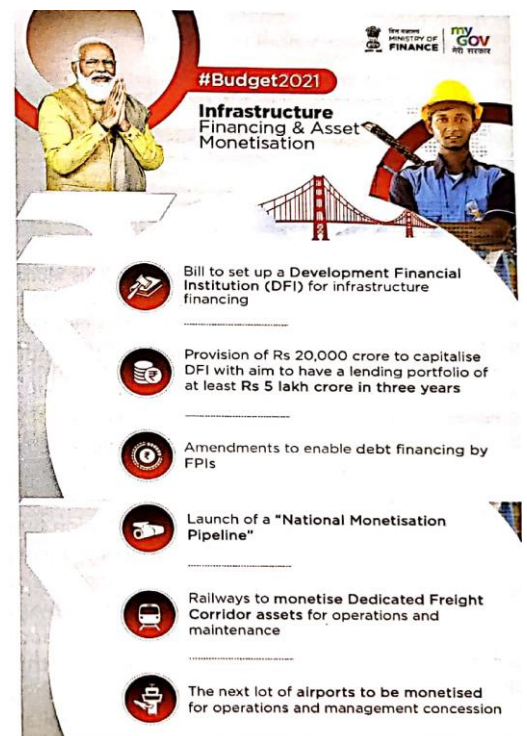 वित्त मंत्रालय
MINISTRY OF
FINANCE
my
GOV
मेरी सरकार
#Budget2021
Infrastructure
Financing & Asset
Monetisation
Bill to set up a Development Financial
Institution (DFI) for infrastructure
financing
Provision of Rs 20,000 crore to capitalise
DFI with aim to have a lending portfolio of
at least Rs 5 lakh crore in three years
Amendments to enable debt financing by
FPIs
Launch of a "National Monetisation
Pipeline"
Railways to monetise Dedicated Freight
Corridor assets for operations and
maintenance
The next lot of airports to be monetised
for operations and management concession